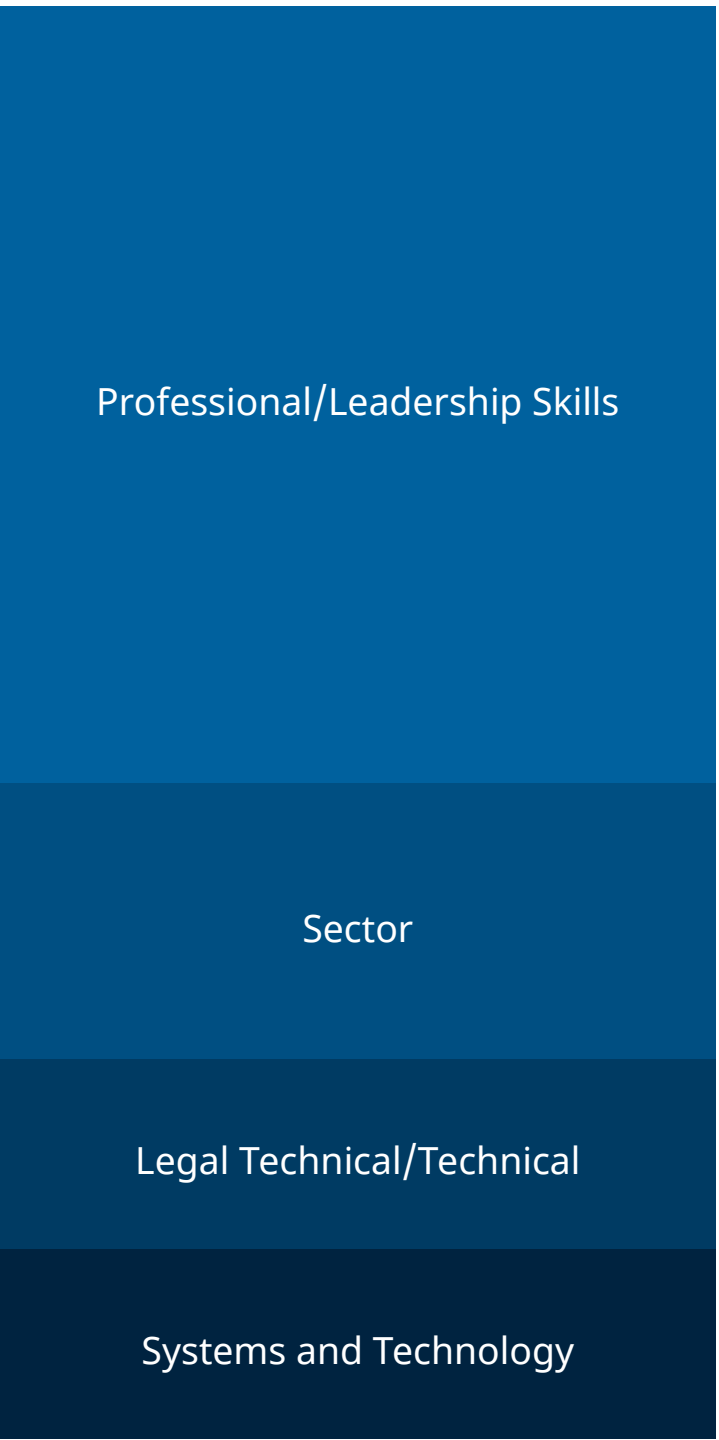 Professional/Leadership Skills
Sector
Legal Technical/Technical
Systems and Technology